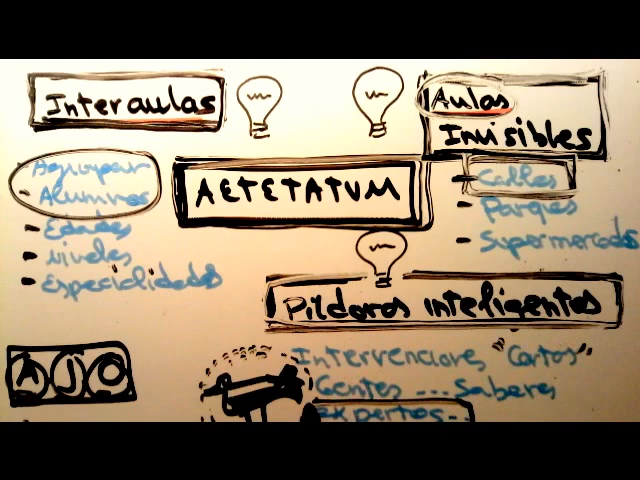 Interaulas
Aulas
Invisibles
Agrupar
- Alumnos
- Edades
- Niveles
- Especialidades
AETETATUM
- Calles
- Parques
- Supermercados
Píldoras inteligentes
AJO
Intervenciones "Cortas"
Gentes ... Saberes
Expertos...